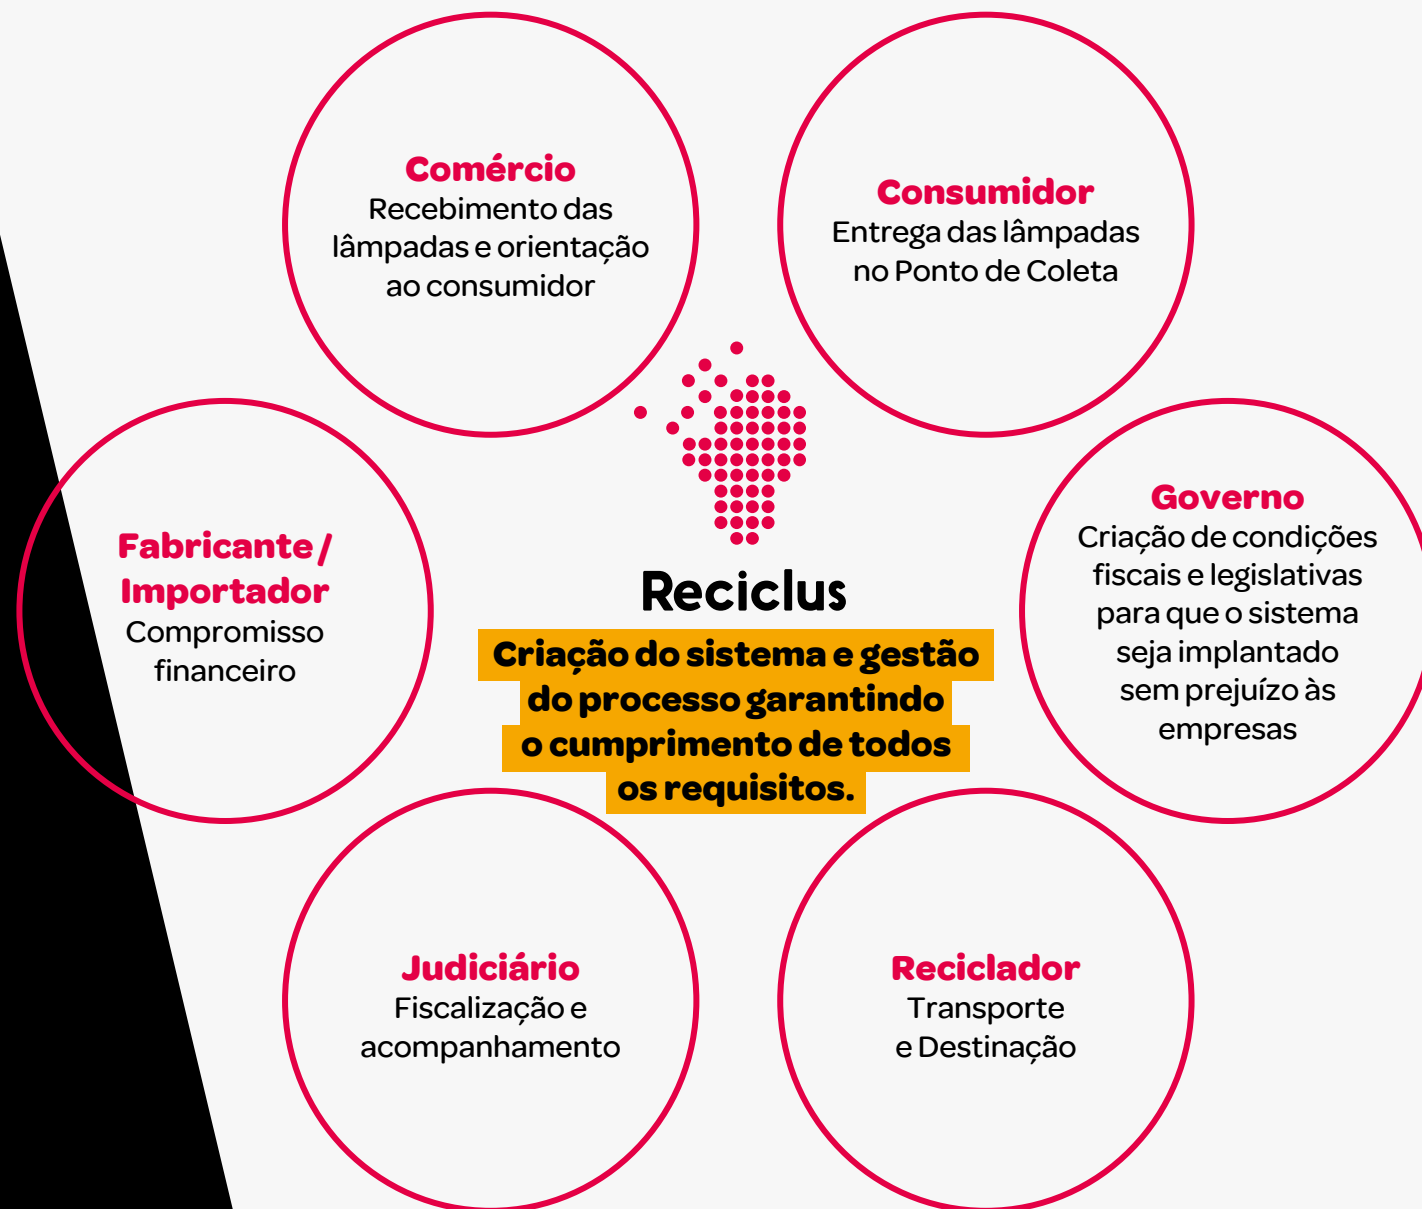 Comércio
Recebimento das
lâmpadas e orientação
ao consumidor
Consumidor
Entrega das lâmpadas
no Ponto de Coleta
Fabricante/
Importador
Compromisso
financeiro
Reciclus
Criação do sistema e gestão
do processo garantindo
o cumprimento de todos
os requisitos.
Governo
Criação de condições
fiscais e legislativas
para que o sistema
seja implantado
sem prejuízo às
empresas
Judiciário
Fiscalização e
acompanhamento
Reciclador
Transporte
e Destinação